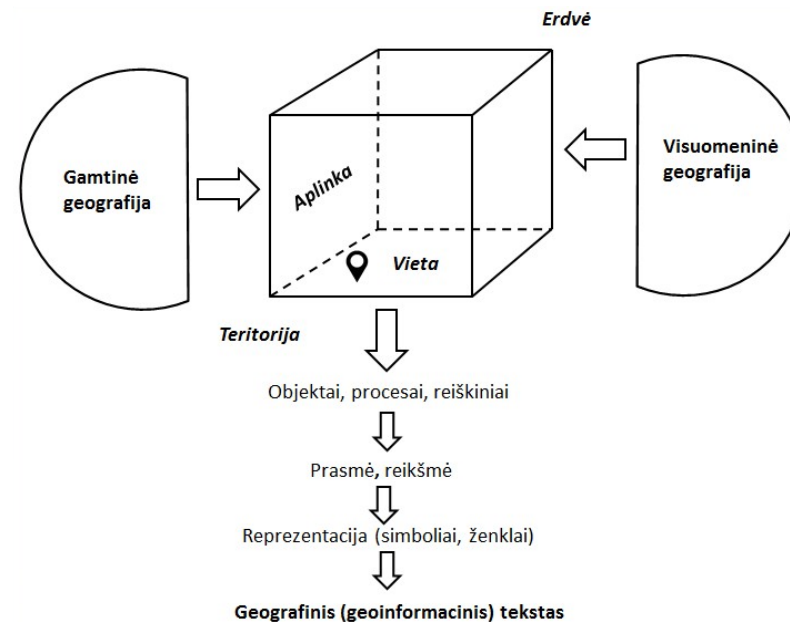 Erdvė
Gamtinė
geografija
Aplinka
Vieta
Visuomeninė
geografija
Teritorija
Objektai, procesai, reiškiniai
Prasmė, reikšmė
Reprezentacija (simboliai, ženklai)
Geografinis (geoinformacinis) tekstas